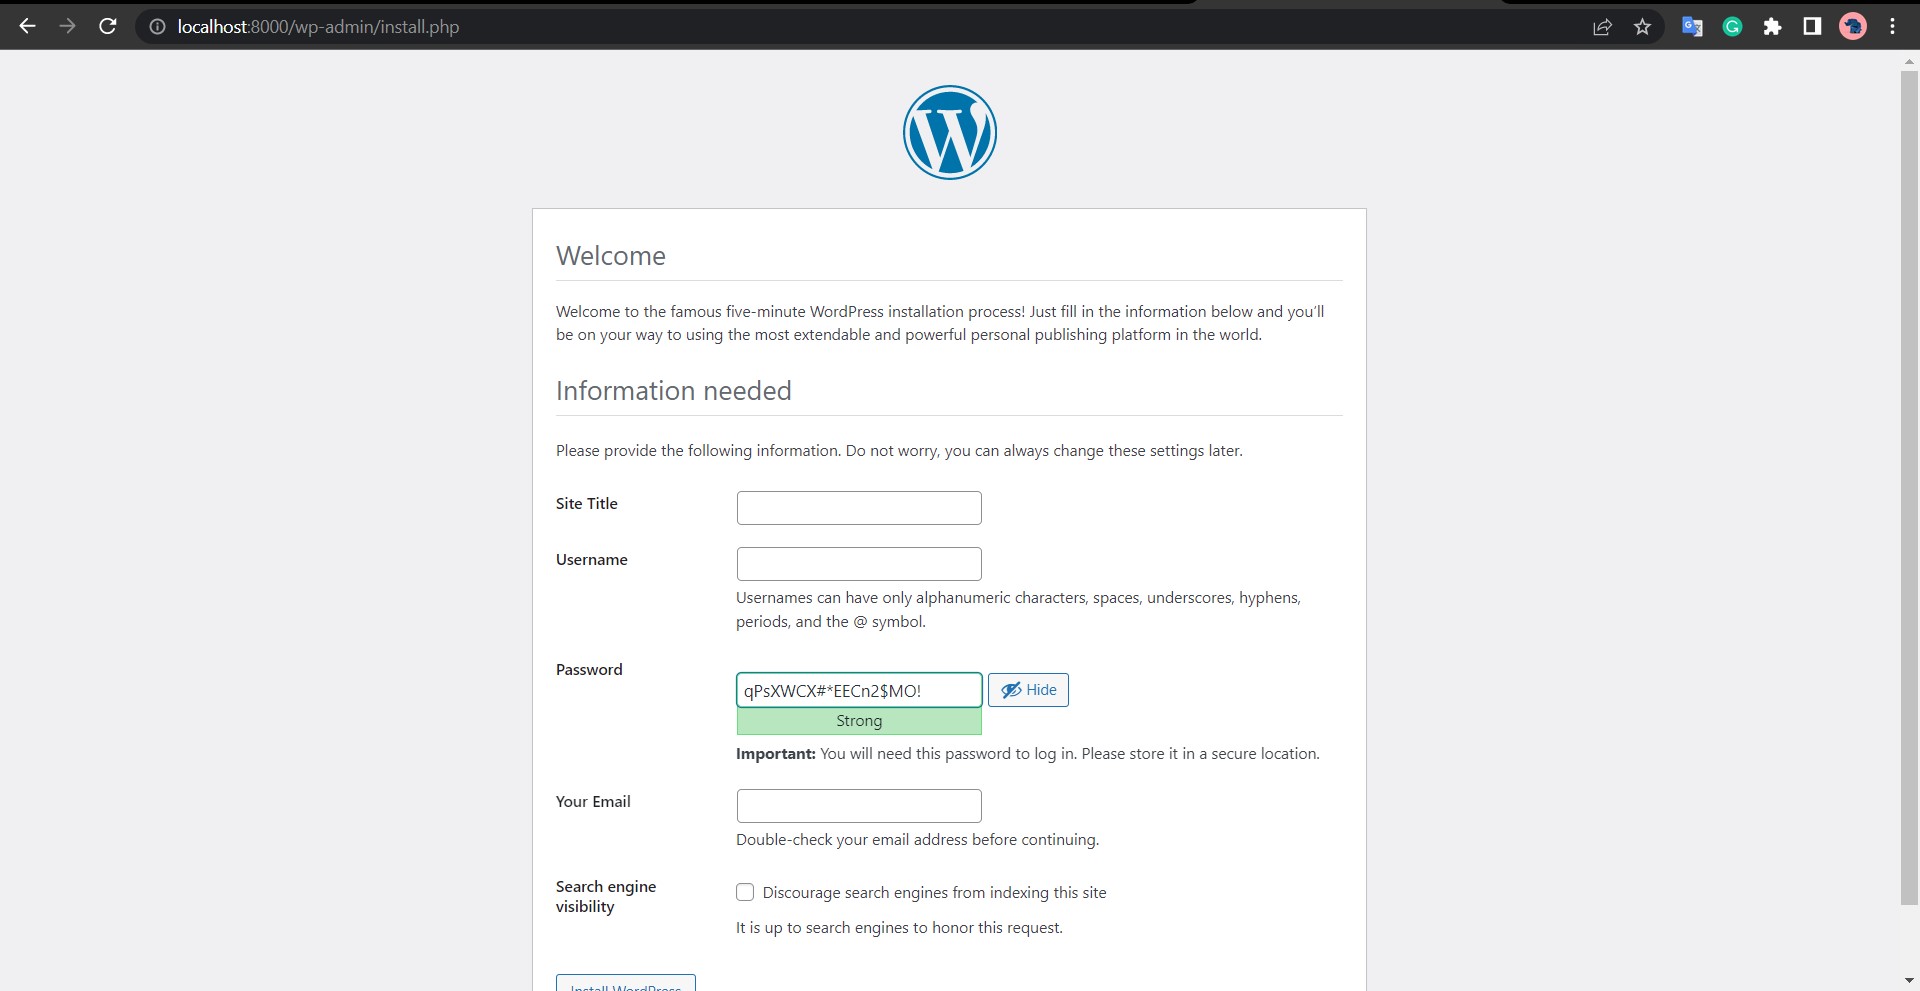 localhost:8000/wp-admin/install.php
Welcome
Welcome to the famous five-minute WordPress installation process! Just fill in the information below and you’ll
be on your way to using the most extendable and powerful personal publishing platform in the world.
Information needed
Please provide the following information. Do not worry, you can always change these settings later.
Site Title
Username
Usernames can have only alphanumeric characters, spaces, underscores, hyphens,
periods, and the @ symbol.
Password
qPsXWCX#*EECn2$MO!
Hide
Strong
Important: You will need this password to log in. Please store it in a secure location.
Your Email
Double-check your email address before continuing.
Search engine
visibility
Discourage search engines from indexing this site
It is up to search engines to honor this request.
Install WordPress